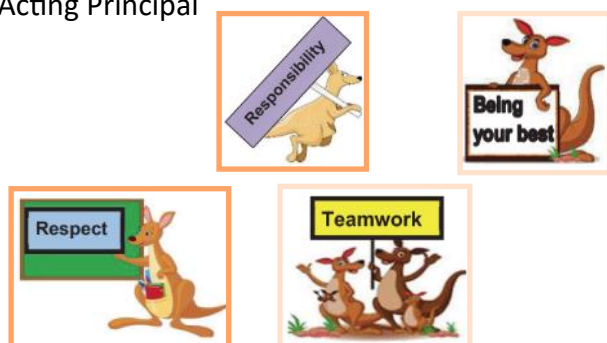 Acting Principal
Responsibility
Being
your best
Respect
Teamwork